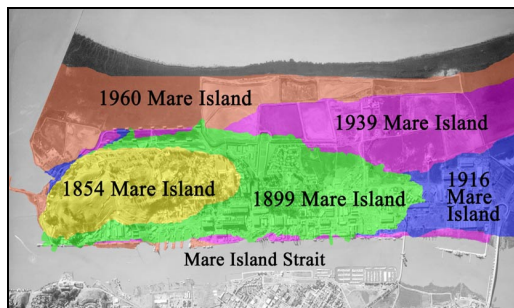 1960 Mare Island
1939 Mare Island
1854 Mare Island
1899 Mare Island
1916
Mare
Island
Mare Island Strait